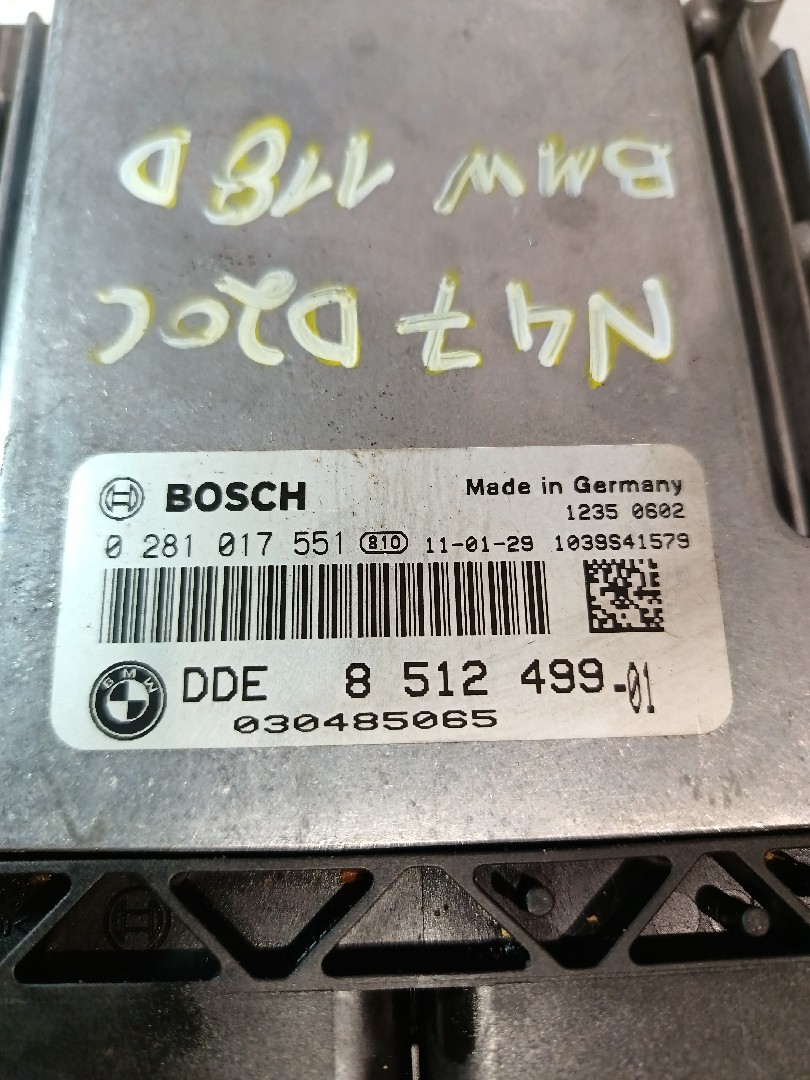 BMW 118D
N47 D20C
BOSCH
Made in Germany
1235 0602
0 281 017 551 810 11-01-29 1039S41579
BMW DDE 8 512 499-01
030485065